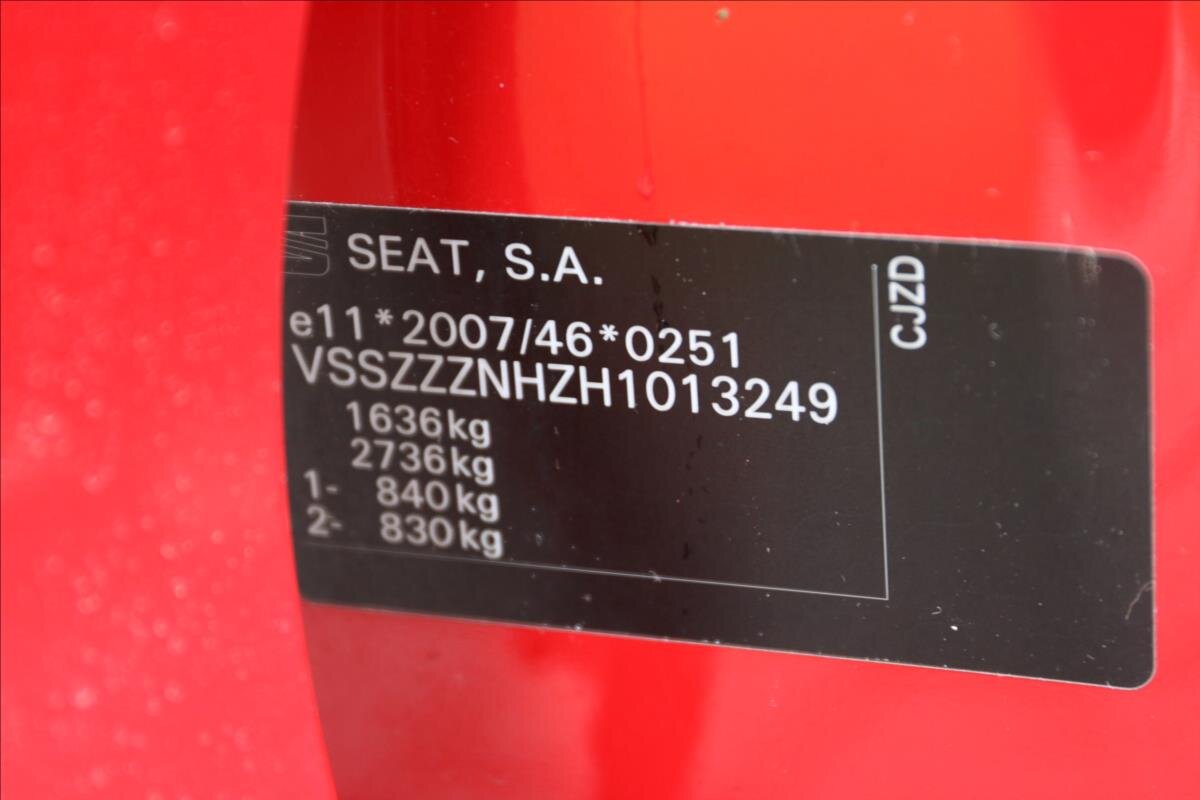 SEAT, S.A.
e11*2007/46*0251
VSSZZZNHZH1013249
1636kg
2736kg
1- 840kg
2- 830kg
CJZD